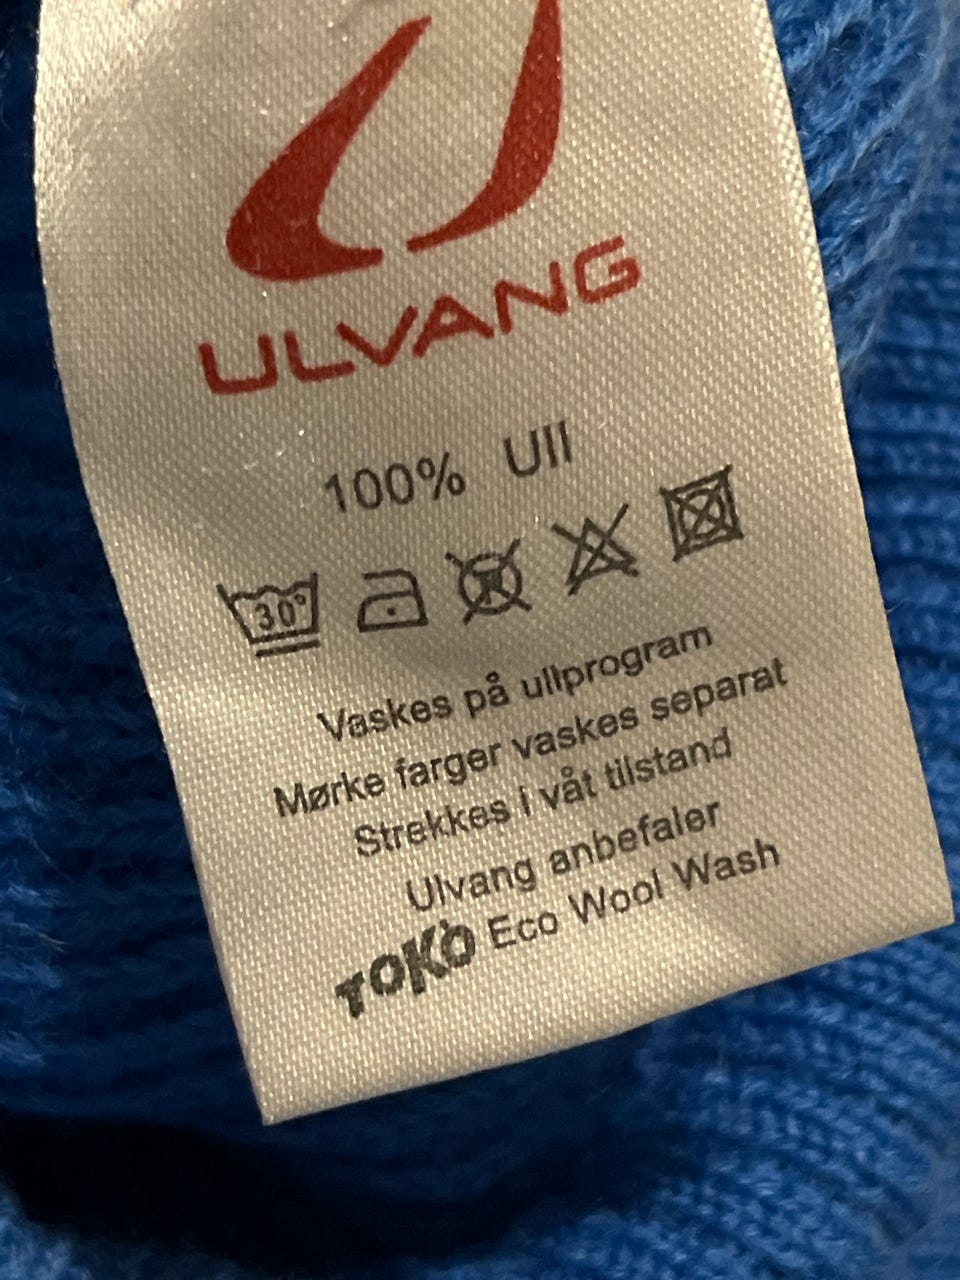 ULVANG
100% Ull
30°
Vaskes på ullprogram
Mørke farger vaskes separat
Strekkes i våt tilstand
Ulvang anbefaler
TOKO Eco Wool Wash